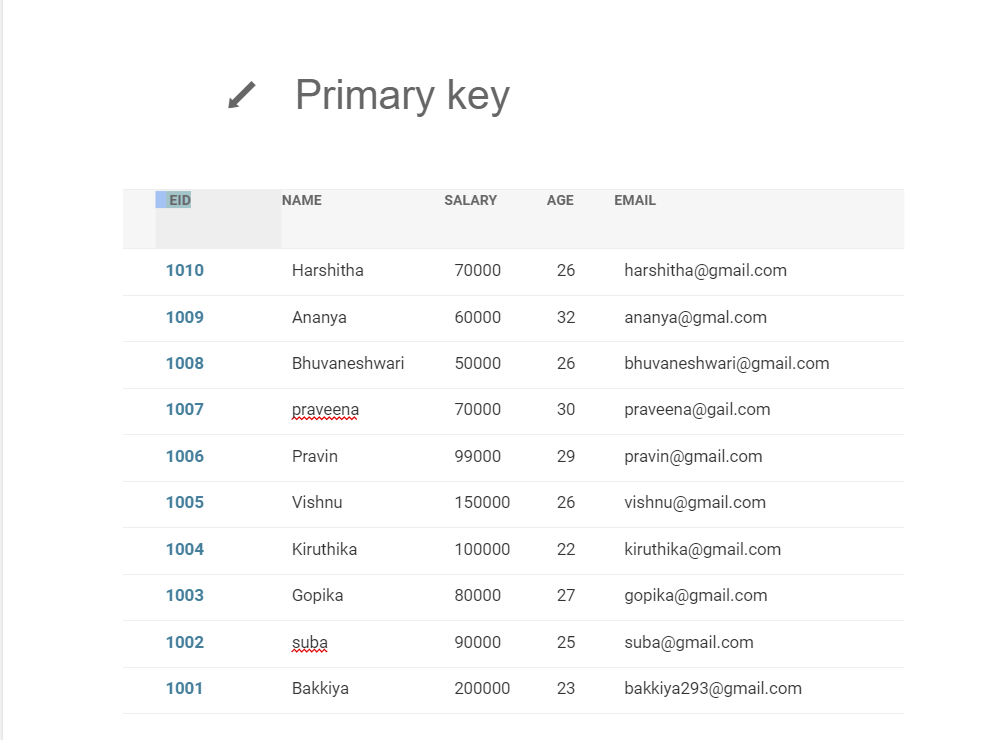 Primary key
EID NAME SALARY AGE EMAIL
1010 Harshitha 70000 26 harshitha@gmail.com
1009 Ananya 60000 32 ananya@gmal.com
1008 Bhuvaneshwari 50000 26 bhuvaneshwari@gmail.com
1007 praveena 70000 30 praveena@gail.com
1006 Pravin 99000 29 pravin@gmail.com
1005 Vishnu 150000 26 vishnu@gmail.com
1004 Kiruthika 100000 22 kiruthika@gmail.com
1003 Gopika 80000 27 gopika@gmail.com
1002 suba 90000 25 suba@gmail.com
1001 Bakkiya 200000 23 bakkiya293@gmail.com